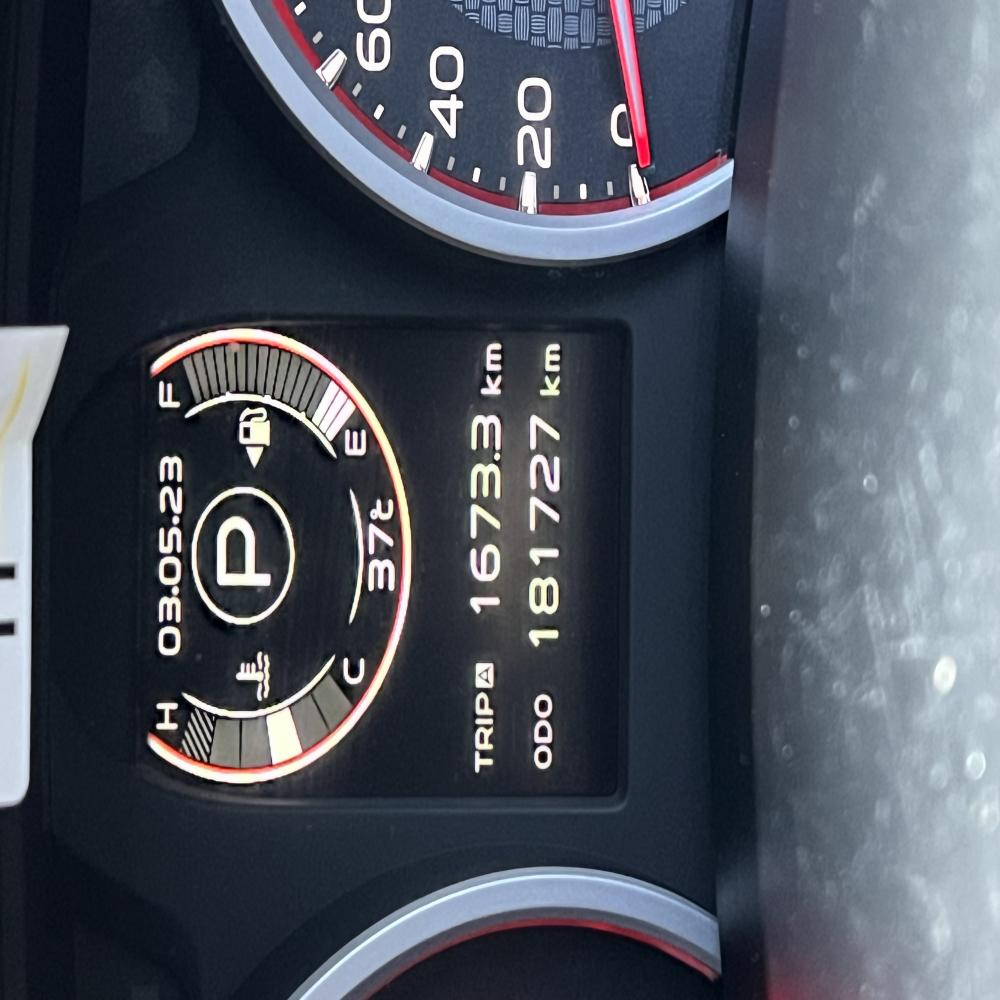 03.05.23
H
F
P
C
E
37℃
TRIP A 1673.3 km
ODO 181727 km
0
20
40
60